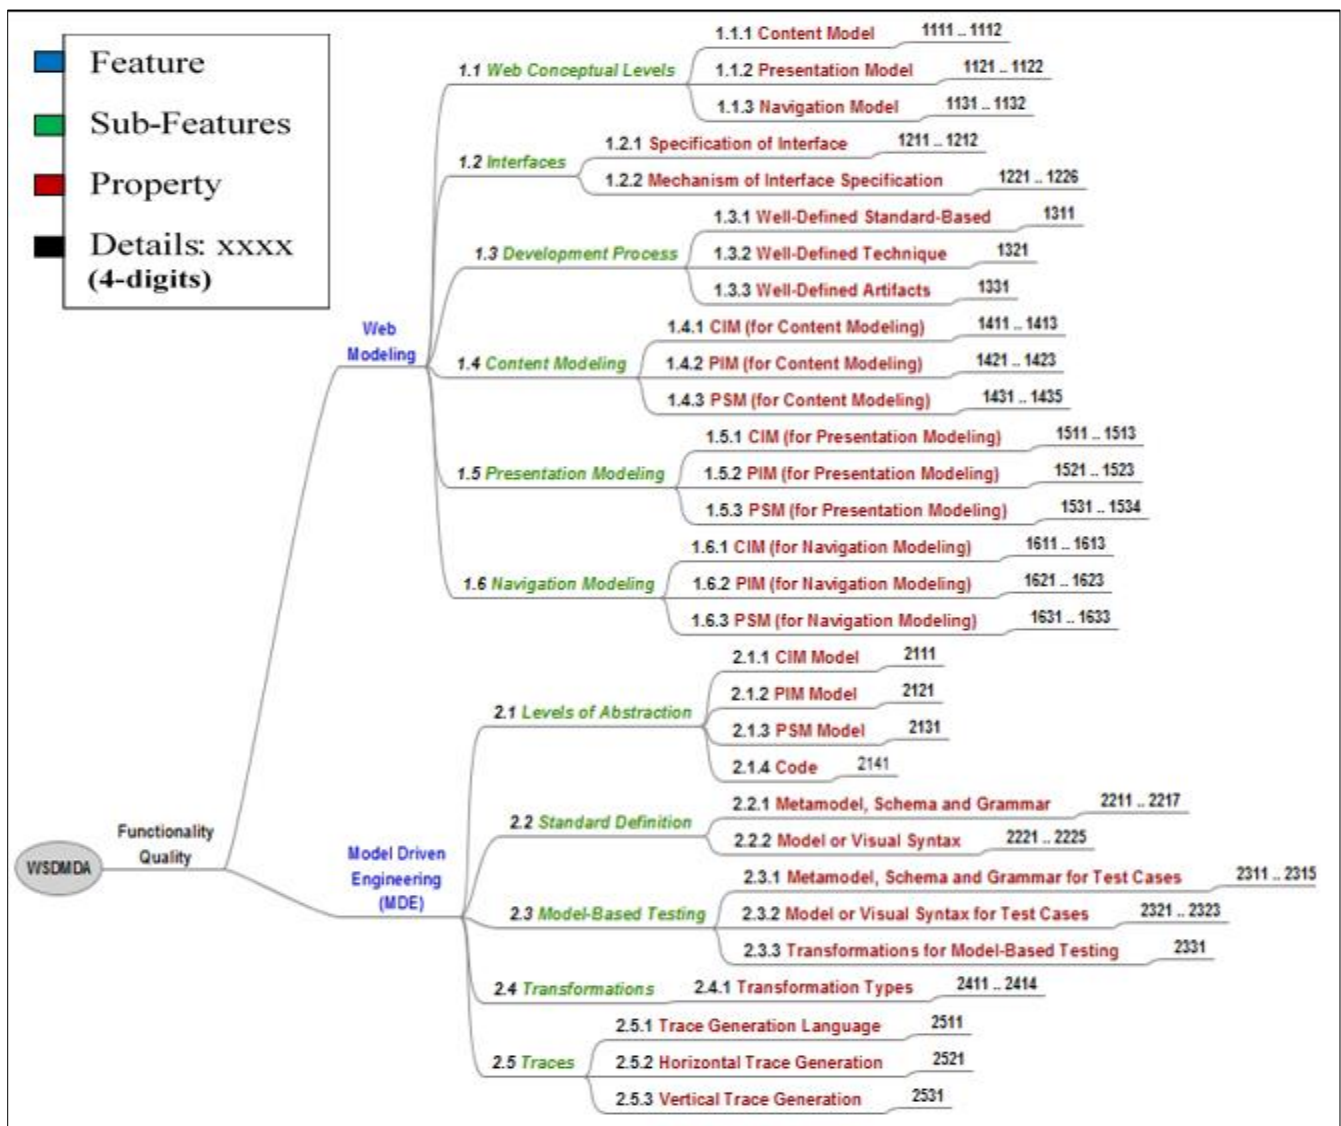 Feature
Sub-Features
Property
Details: xxxx
(4-digits)
WSDMDA
Functionality
Quality
Web
Modeling
1.1 Web Conceptual Levels
1.1.1 Content Model 1111 .. 1112
1.1.2 Presentation Model 1121 .. 1122
1.1.3 Navigation Model 1131 .. 1132
1.2 Interfaces
1.2.1 Specification of Interface 1211 .. 1212
1.2.2 Mechanism of Interface Specification 1221 .. 1226
1.3 Development Process
1.3.1 Well-Defined Standard-Based 1311
1.3.2 Well-Defined Technique 1321
1.3.3 Well-Defined Artifacts 1331
1.4 Content Modeling
1.4.1 CIM (for Content Modeling) 1411 .. 1413
1.4.2 PIM (for Content Modeling) 1421 .. 1423
1.4.3 PSM (for Content Modeling) 1431 .. 1435
1.5 Presentation Modeling
1.5.1 CIM (for Presentation Modeling) 1511 .. 1513
1.5.2 PIM (for Presentation Modeling) 1521 .. 1523
1.5.3 PSM (for Presentation Modeling) 1531 .. 1534
1.6 Navigation Modeling
1.6.1 CIM (for Navigation Modeling) 1611 .. 1613
1.6.2 PIM (for Navigation Modeling) 1621 .. 1623
1.6.3 PSM (for Navigation Modeling) 1631 .. 1633
Model Driven
Engineering
(MDE)
2.1 Levels of Abstraction
2.1.1 CIM Model 2111
2.1.2 PIM Model 2121
2.1.3 PSM Model 2131
2.1.4 Code 2141
2.2 Standard Definition
2.2.1 Metamodel, Schema and Grammar 2211 .. 2217
2.2.2 Model or Visual Syntax 2221 .. 2225
2.3 Model-Based Testing
2.3.1 Metamodel, Schema and Grammar for Test Cases 2311 .. 2315
2.3.2 Model or Visual Syntax for Test Cases 2321 .. 2323
2.3.3 Transformations for Model-Based Testing 2331
2.4 Transformations
2.4.1 Transformation Types 2411 .. 2414
2.5 Traces
2.5.1 Trace Generation Language 2511
2.5.2 Horizontal Trace Generation 2521
2.5.3 Vertical Trace Generation 2531